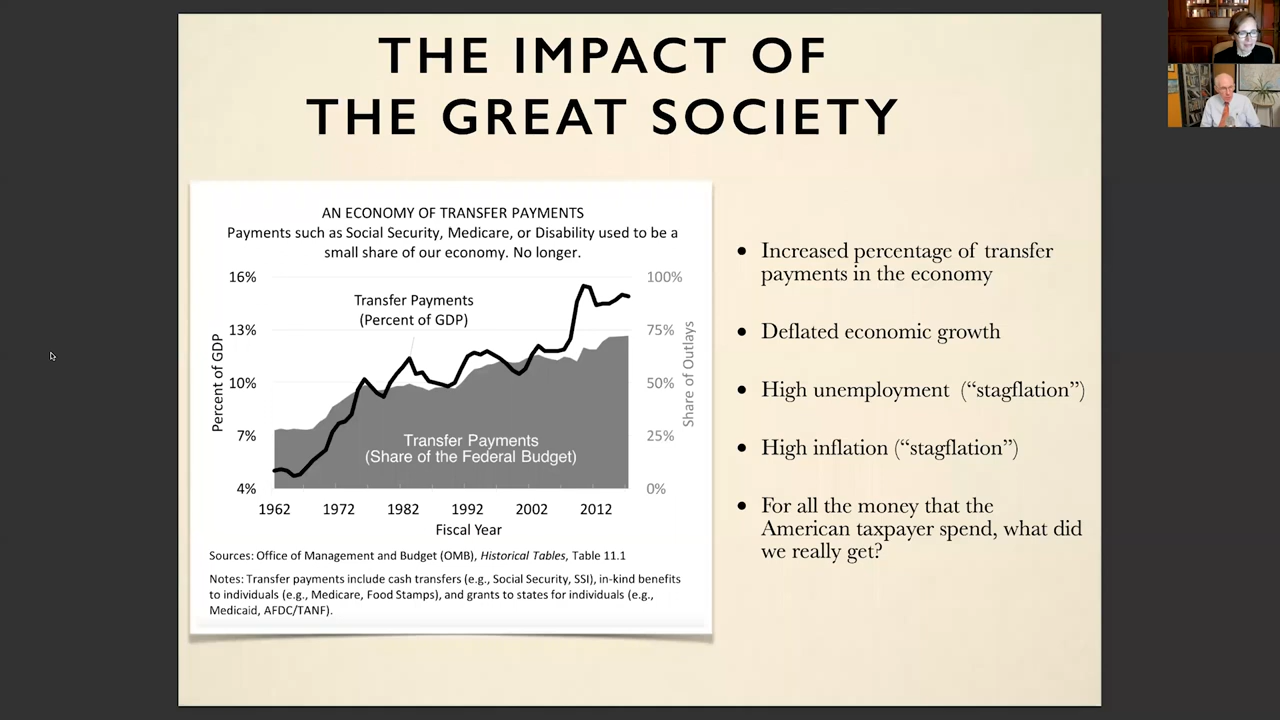 THE IMPACT OF
THE GREAT SOCIETY
AN ECONOMY OF TRANSFER PAYMENTS
Payments such as Social Security, Medicare, or Disability used to be a
small share of our economy. No longer.
16%
13%
10%
7%
4%
Percent of GDP
Transfer Payments
(Percent of GDP)
Transfer Payments
(Share of the Federal Budget)
100%
75%
50%
25%
0%
Share of Outlays
1962 1972 1982 1992 2002 2012
Fiscal Year
Sources: Office of Management and Budget (OMB), Historical Tables, Table 11.1
Notes: Transfer payments include cash transfers (e.g., Social Security, SSI), in-kind benefits
to individuals (e.g., Medicare, Food Stamps), and grants to states for individuals (e.g.,
Medicaid, AFDC/TANF).
• Increased percentage of transfer
payments in the economy
• Deflated economic growth
• High unemployment (“stagflation”)
• High inflation (“stagflation”)
• For all the money that the
American taxpayer spend, what did
we really get?